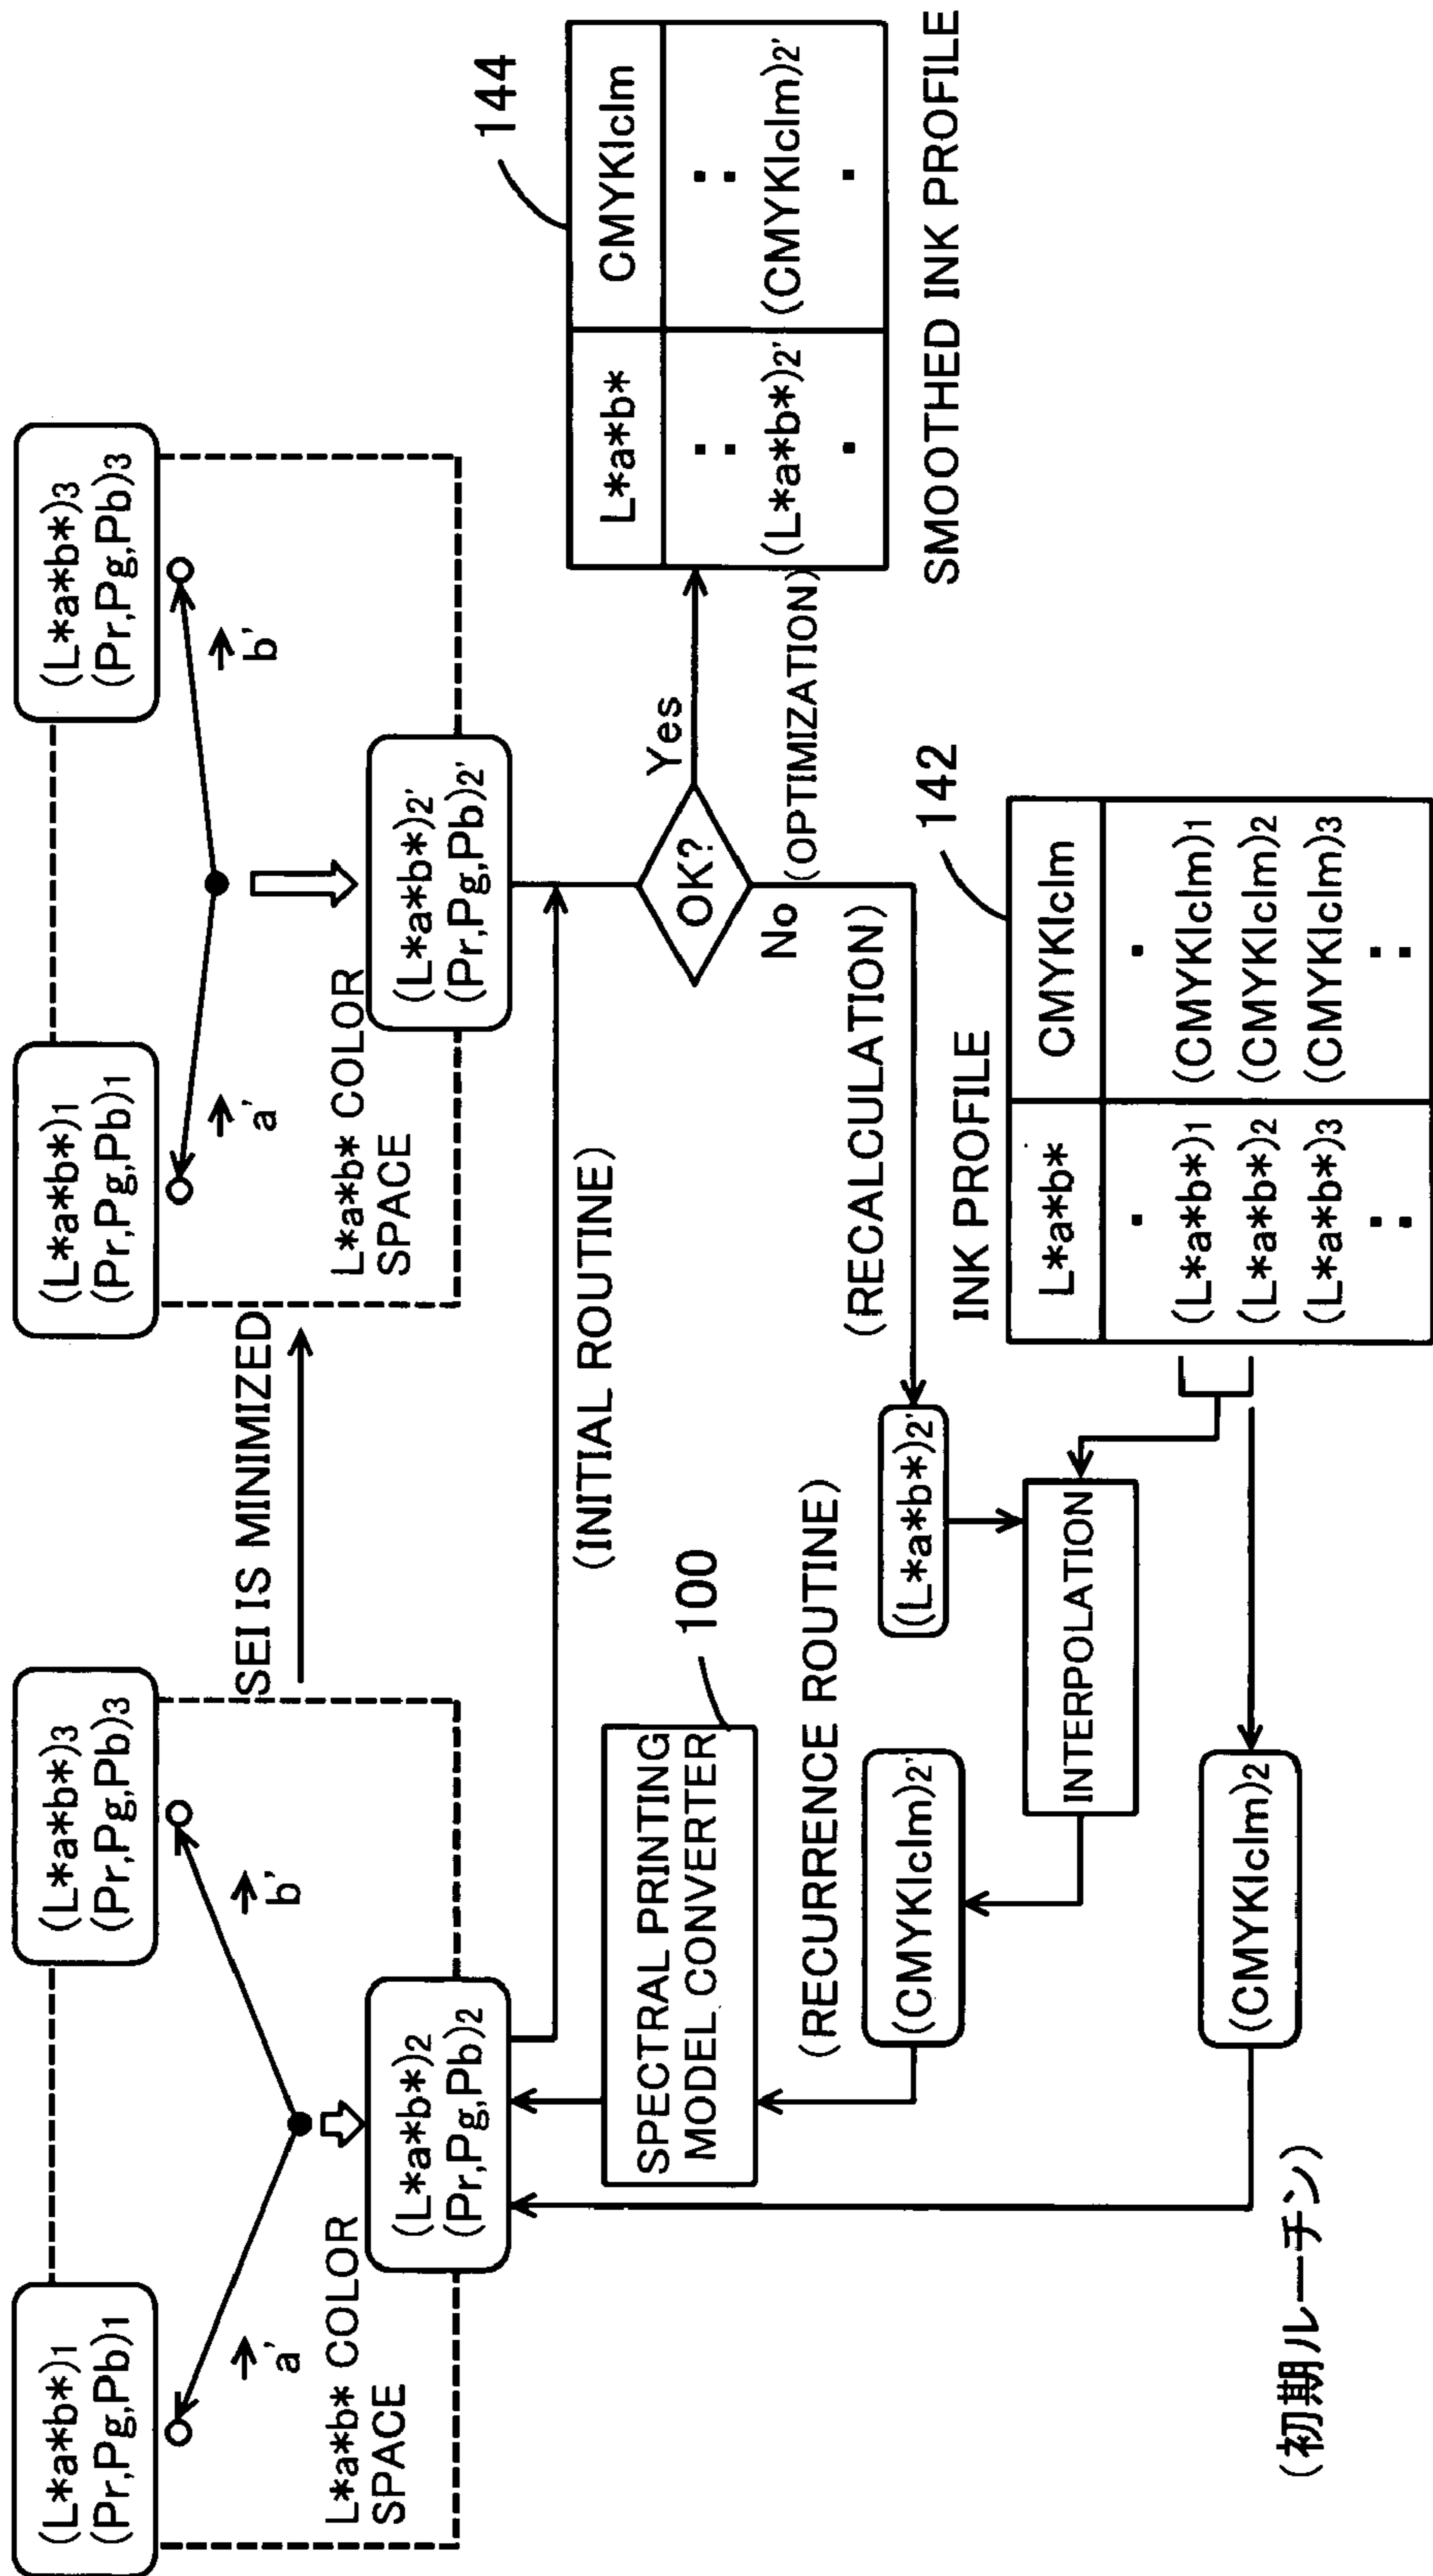 (L*a*b*)1
(Pr,Pg,Pb)1
(L*a*b*)3
(Pr,Pg,Pb)3
a'
b'
L*a*b* COLOR
SPACE
(L*a*b*)2
(Pr,Pg,Pb)2
SEI IS MINIMIZED
(L*a*b*)1
(Pr,Pg,Pb)1
(L*a*b*)3
(Pr,Pg,Pb)3
a'
b'
L*a*b* COLOR
SPACE
(L*a*b*)2'
(Pr,Pg,Pb)2'
(INITIAL ROUTINE)
SPECTRAL PRINTING
MODEL CONVERTER
100
OK?
Yes
No
(OPTIMIZATION)
(RECALCULATION)
144
L*a*b* CMYKlclm
(L*a*b*)2' (CMYKlclm)2'
SMOOTHED INK PROFILE
(RECURRENCE ROUTINE)
(CMYKlclm)2'
(L*a*b*)2'
INTERPOLATION
(CMYKlclm)2
(初期ルーチン)
INK PROFILE
142
L*a*b* CMYKlclm
(L*a*b*)1 (CMYKlclm)1
(L*a*b*)2 (CMYKlclm)2
(L*a*b*)3 (CMYKlclm)3